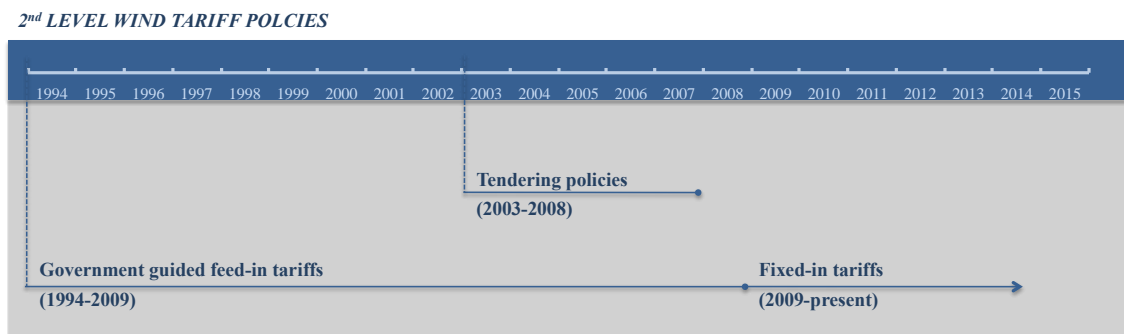 2nd LEVEL WIND TARIFF POLCIES
1994 1995 1996 1997 1998 1999 2000 2001 2002 2003 2004 2005 2006 2007 2008 2009 2010 2011 2012 2013 2014 2015
Tendering policies
(2003-2008)
Government guided feed-in tariffs
(1994-2009)
Fixed-in tariffs
(2009-present)